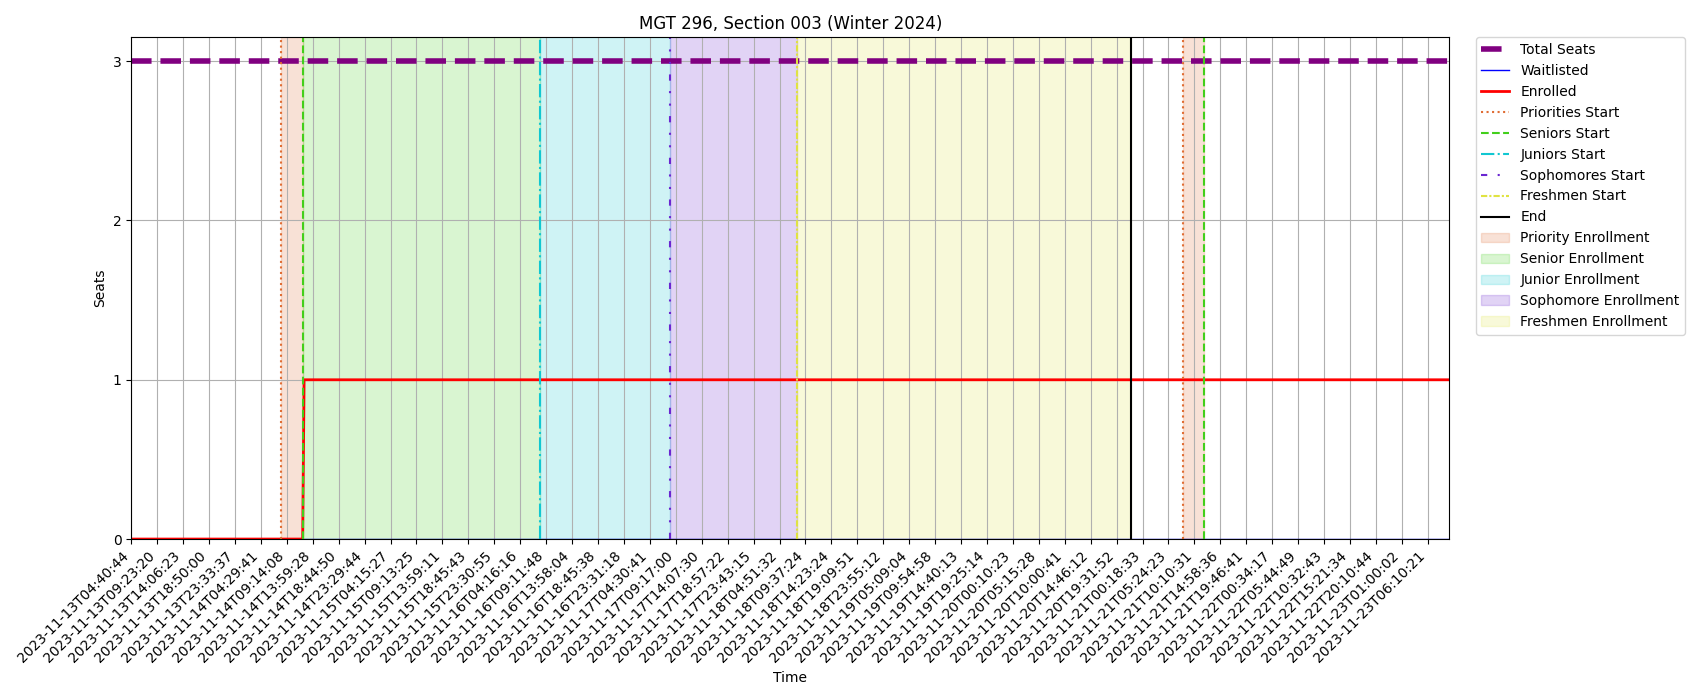 MGT 296, Section 003 (Winter 2024)
Seats
3
2
1
0
2023-11-13T04:40:44
2023-11-13T09:23:20
2023-11-13T14:06:23
2023-11-13T18:50:00
2023-11-13T23:33:37
2023-11-14T04:29:41
2023-11-14T09:14:08
2023-11-14T13:59:28
2023-11-14T18:44:50
2023-11-14T23:29:44
2023-11-15T04:15:27
2023-11-15T09:13:25
2023-11-15T13:59:11
2023-11-15T18:45:43
2023-11-15T23:30:55
2023-11-16T04:16:16
2023-11-16T09:11:48
2023-11-16T13:58:04
2023-11-16T18:45:38
2023-11-16T23:31:18
2023-11-17T04:30:41
2023-11-17T09:17:00
2023-11-17T14:07:30
2023-11-17T18:57:22
2023-11-17T23:43:15
2023-11-18T04:51:32
2023-11-18T09:37:24
2023-11-18T14:23:24
2023-11-18T19:09:51
2023-11-18T23:55:12
2023-11-19T05:09:04
2023-11-19T09:54:58
2023-11-19T14:40:13
2023-11-19T19:25:14
2023-11-20T00:10:23
2023-11-20T05:15:28
2023-11-20T10:00:41
2023-11-20T14:46:12
2023-11-20T19:31:52
2023-11-21T00:18:33
2023-11-21T05:24:23
2023-11-21T10:10:31
2023-11-21T14:58:36
2023-11-21T19:46:41
2023-11-22T00:34:17
2023-11-22T05:44:49
2023-11-22T10:32:43
2023-11-22T15:21:34
2023-11-22T20:10:44
2023-11-23T01:00:02
2023-11-23T06:10:21
Time
Total Seats
Waitlisted
Enrolled
Priorities Start
Seniors Start
Juniors Start
Sophomores Start
Freshmen Start
End
Priority Enrollment
Senior Enrollment
Junior Enrollment
Sophomore Enrollment
Freshmen Enrollment